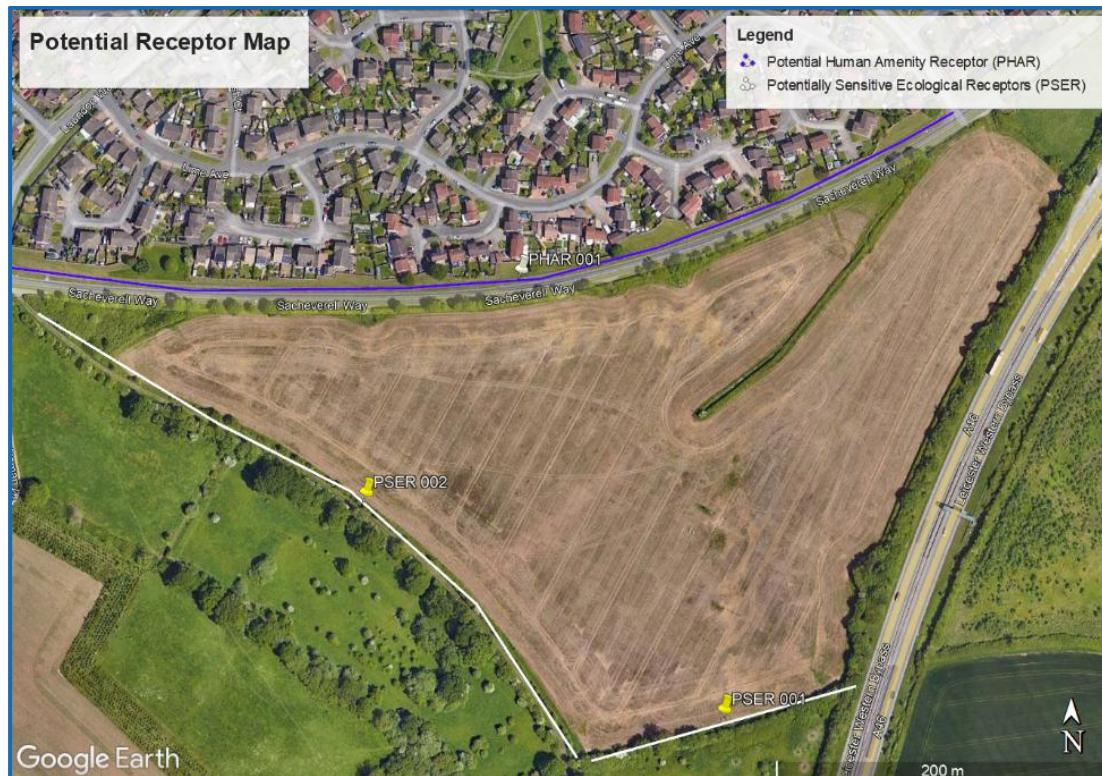 Potential Receptor Map
Legend
Potential Human Amenity Receptor (PHAR)
Potentially Sensitive Ecological Receptors (PSER)
Lime Ave
Lime Ave
Sacheverell Way
PHAR 001
Sacheverell Way
Sacheverell Way
Sacheverell Way
A46
Leicester Western Bypass
PSER 002
PSER 001
Leicester Western Bypass
A46
N
Google Earth
200 m